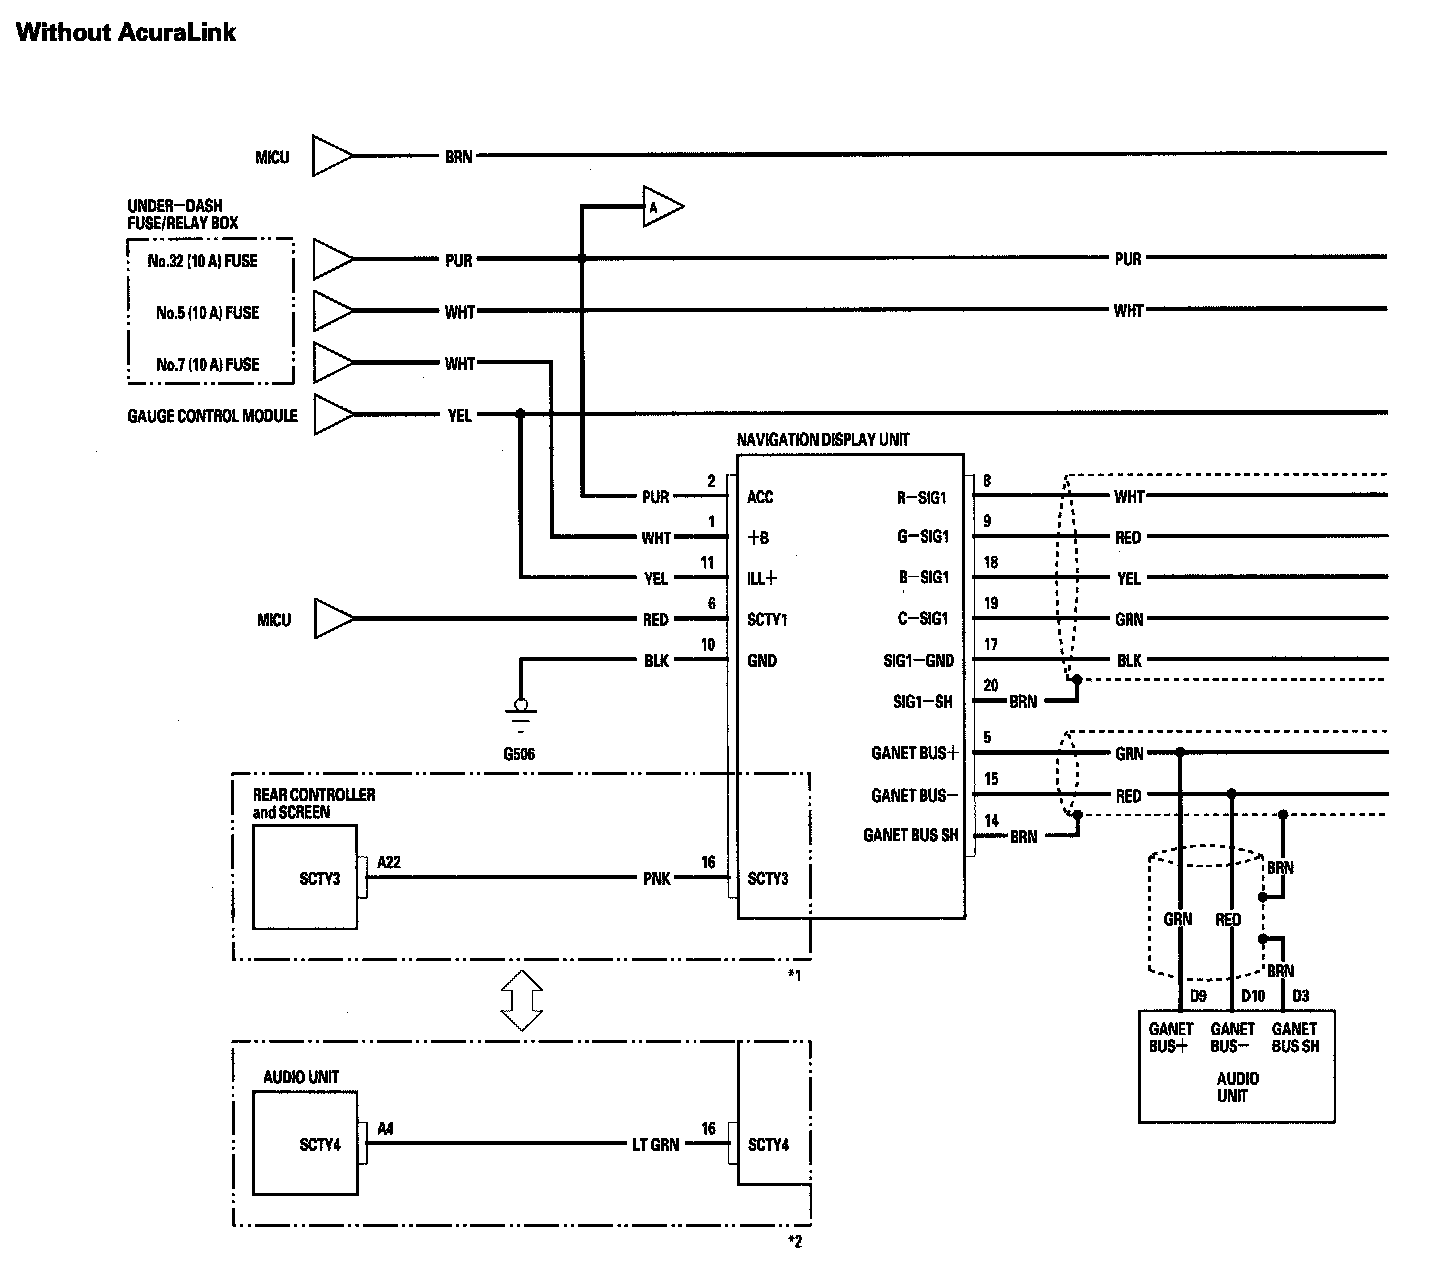 Without AcuraLink
MICU
BRN
UNDER-DASH
FUSE/RELAY BOX
A
No.32 (10 A) FUSE
PUR
PUR
No.5 (10 A) FUSE
WHT
WHT
No.7 (10 A) FUSE
WHT
GAUGE CONTROL MODULE
YEL
NAVIGATION DISPLAY UNIT
PUR
2
ACC
R-SIG1
8
WHT
WHT
1
+B
G-SIG1
9
RED
YEL
11
ILL+
B-SIG1
18
YEL
MICU
RED
6
SCTY1
C-SIG1
19
GRN
BLK
10
GND
SIG1-GND
17
BLK
SIG1-SH
20
BRN
G506
GANET BUS+
5
GRN
GANET BUS-
15
RED
GANET BUS SH
14
BRN
REAR CONTROLLER
and SCREEN
SCTY3
A22
PNK
16
SCTY3
*1
BRN
GRN
RED
BRN
D9
D10
D3
GANET
BUS+
GANET
BUS-
GANET
BUS SH
AUDIO
UNIT
AUDIO UNIT
SCTY4
A4
LT GRN
16
SCTY4
*2